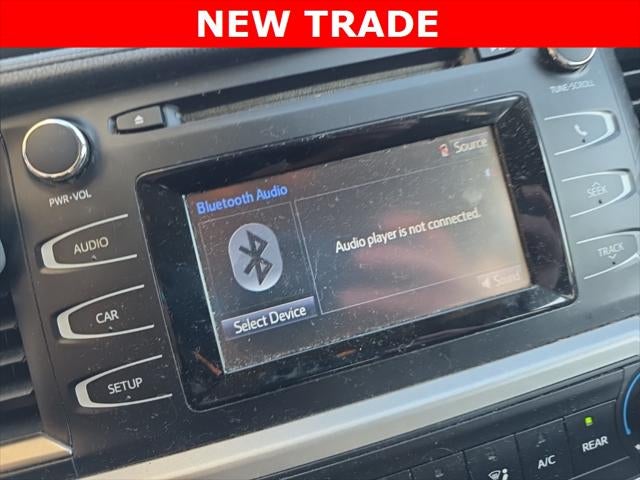 NEW TRADE
TUNE•SCROLL
PWR•VOL
Source
Bluetooth Audio
Audio player is not connected.
SEEK
AUDIO
TRACK
Sound
Select Device
CAR
SETUP
A/C
REAR